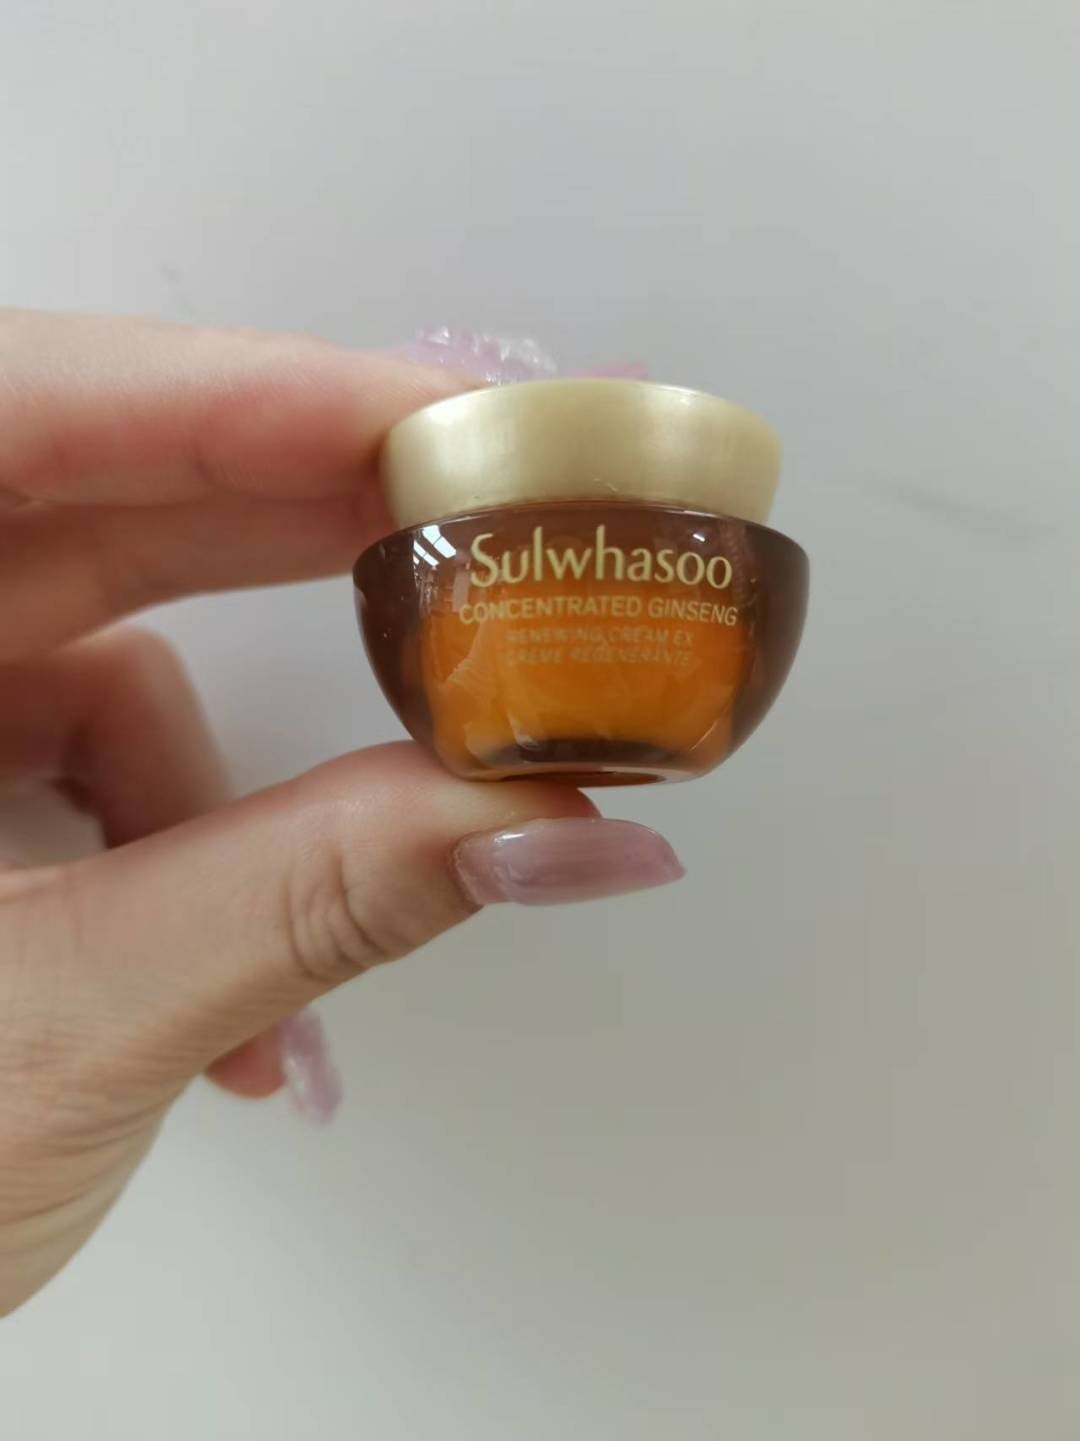 Sulwhasoo
CONCENTRATED GINSENG
RENEWING CREAM EX
CRÈME RÉGÉNÉRANTE